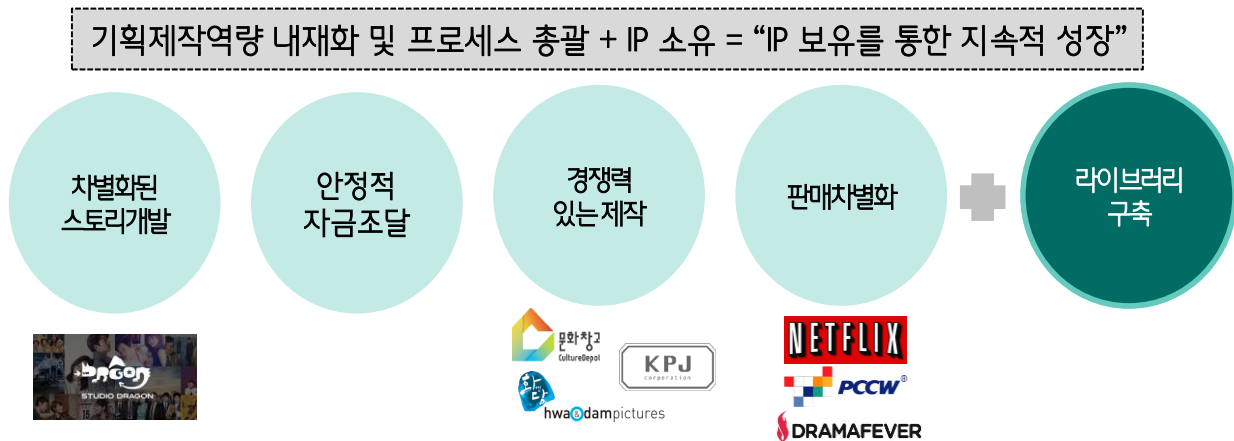 기획제작역량 내재화 및 프로세스 총괄 + IP 소유 = “IP 보유를 통한 지속적 성장”
차별화된
스토리개발
안정적
자금조달
경쟁력
있는 제작
판매차별화
라이브러리
구축
DRAGON
STUDIO DRAGON
문화창고
CultureDepot
KPJ
corporation
화앤담
hwa&dampictures
NETFLIX
PCCW®
DRAMAFEVER